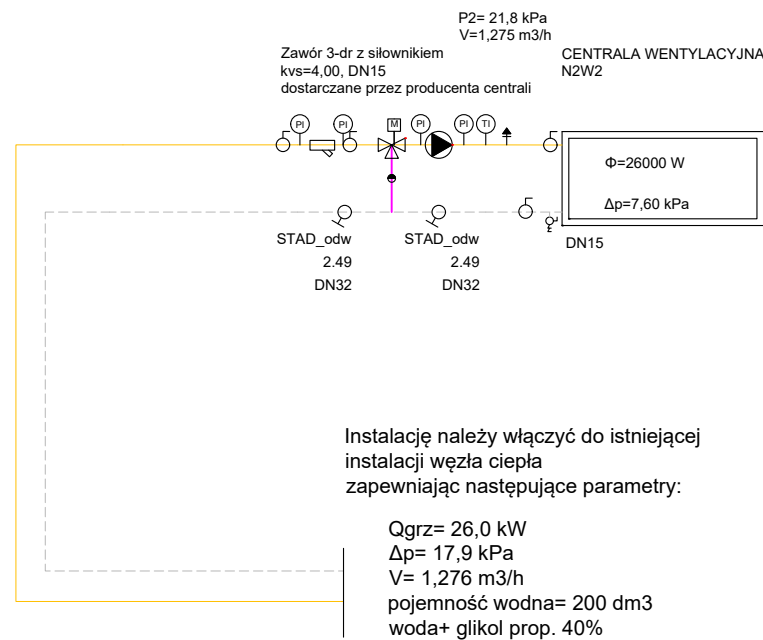 P2= 21,8 kPa
V=1,275 m3/h
Zawór 3-dr z siłownikiem
kvs=4,00, DN15
dostarczane przez producenta centrali
CENTRALA WENTYLACYJNA
N2W2
PI
PI
M
PI
PI
TI
Φ=26000 W
Δp=7,60 kPa
DN15
STAD_odw
2.49
DN32
STAD_odw
2.49
DN32
Instalację należy włączyć do istniejącej
instalacji węzła ciepła
zapewniając następujące parametry:
Qgrz= 26,0 kW
Δp= 17,9 kPa
V= 1,276 m3/h
pojemność wodna= 200 dm3
woda+ glikol prop. 40%